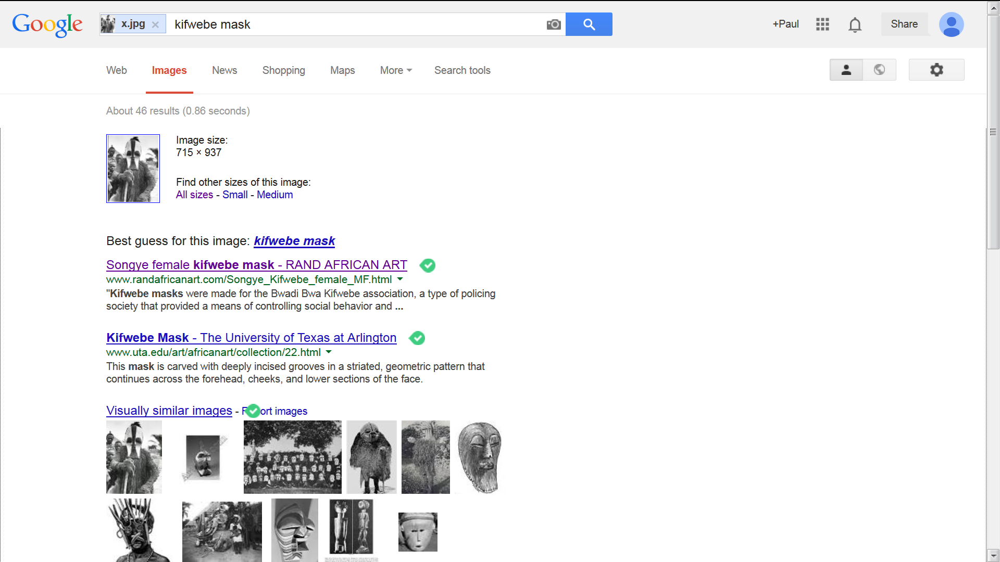 Google
x.jpg × kifwebe mask
+Paul
Share
Web Images News Shopping Maps More Search tools
About 46 results (0.86 seconds)
Image size:
715 × 937
Find other sizes of this image:
All sizes - Small - Medium
Best guess for this image: kifwebe mask
Songye female kifwebe mask - RAND AFRICAN ART
www.randafricanart.com/Songye_Kifwebe_female_MF.html
"Kifwebe masks were made for the Bwadi Bwa Kifwebe association, a type of policing
society that provided a means of controlling social behavior and ...
Kifwebe Mask - The University of Texas at Arlington
www.uta.edu/art/africanart/collection/22.html
This mask is carved with deeply incised grooves in a striated, geometric pattern that
continues across the forehead, cheeks, and lower sections of the face.
Visually similar images - images